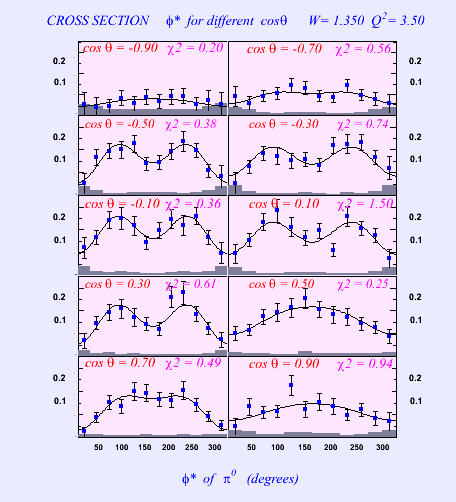 CROSS SECTION ϕ* for different cosθ W= 1.350 Q²= 3.50
cos θ = -0.90 χ2 = 0.20 cos θ = -0.70 χ2 = 0.56
0.2 0.2
0.1 0.1
cos θ = -0.50 χ2 = 0.38 cos θ = -0.30 χ2 = 0.74
0.2 0.2
0.1 0.1
cos θ = -0.10 χ2 = 0.36 cos θ = 0.10 χ2 = 1.50
0.2 0.2
0.1 0.1
cos θ = 0.30 χ2 = 0.61 cos θ = 0.50 χ2 = 0.25
0.2 0.2
0.1 0.1
cos θ = 0.70 χ2 = 0.49 cos θ = 0.90 χ2 = 0.94
0.2 0.2
0.1 0.1
50 100 150 200 250 300 50 100 150 200 250 300
ϕ* of π⁰ (degrees)